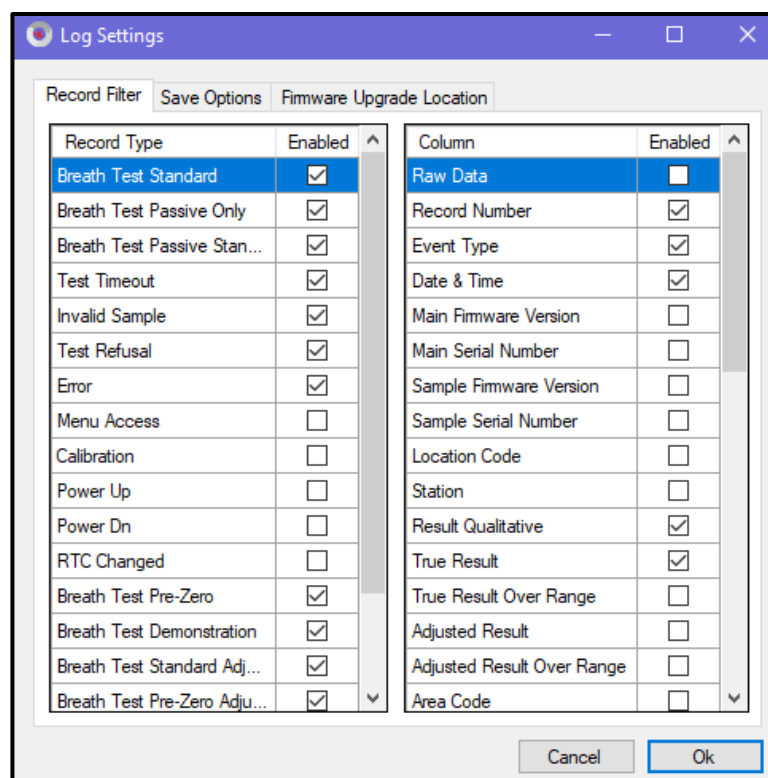 Log Settings
Record Filter Save Options Firmware Upgrade Location
Record Type Enabled
Breath Test Standard
Breath Test Passive Only
Breath Test Passive Stan...
Test Timeout
Invalid Sample
Test Refusal
Error
Menu Access
Calibration
Power Up
Power Dn
RTC Changed
Breath Test Pre-Zero
Breath Test Demonstration
Breath Test Standard Adj...
Breath Test Pre-Zero Adju...
Column Enabled
Raw Data
Record Number
Event Type
Date & Time
Main Firmware Version
Main Serial Number
Sample Firmware Version
Sample Serial Number
Location Code
Station
Result Qualitative
True Result
True Result Over Range
Adjusted Result
Adjusted Result Over Range
Area Code
Cancel Ok